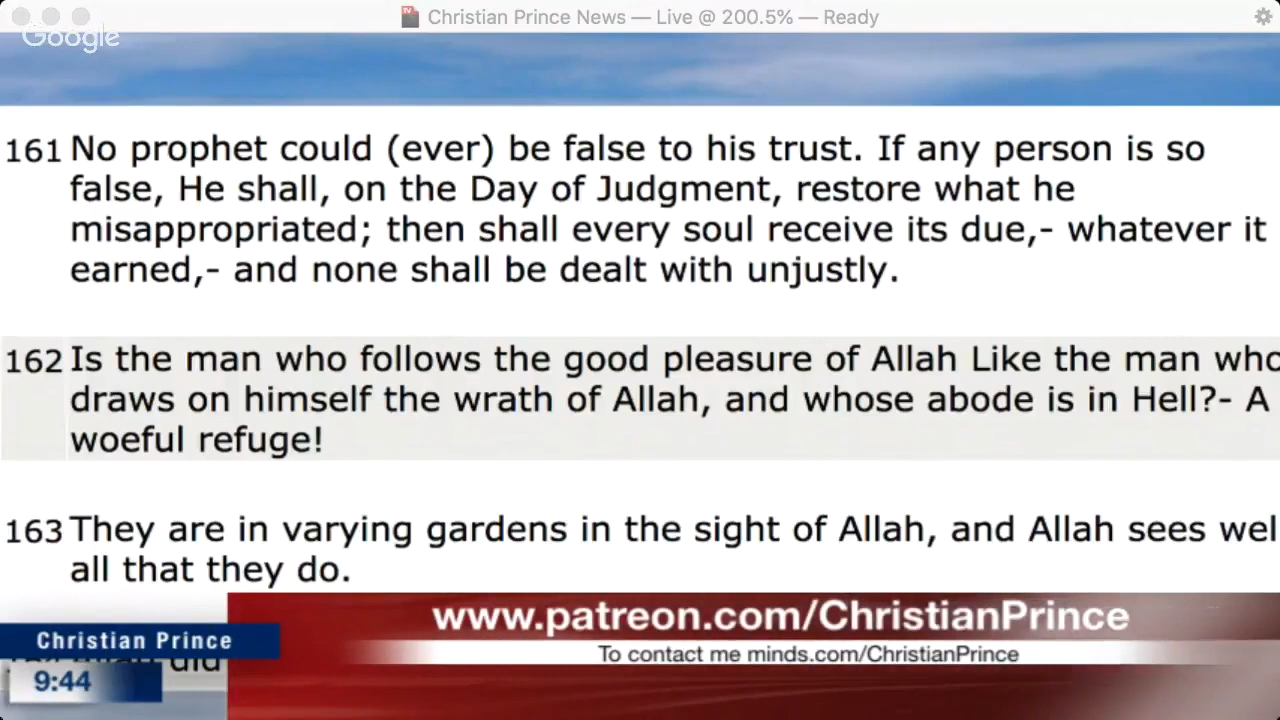 Christian Prince News — Live @ 200.5% — Ready
Google
161 No prophet could (ever) be false to his trust. If any person is so
false, He shall, on the Day of Judgment, restore what he
misappropriated; then shall every soul receive its due,- whatever it
earned,- and none shall be dealt with unjustly.
162 Is the man who follows the good pleasure of Allah Like the man who
draws on himself the wrath of Allah, and whose abode is in Hell?- A
woeful refuge!
163 They are in varying gardens in the sight of Allah, and Allah sees wel
all that they do.
www.patreon.com/ChristianPrince
Christian Prince
To contact me minds.com/ChristianPrince
did
9:44